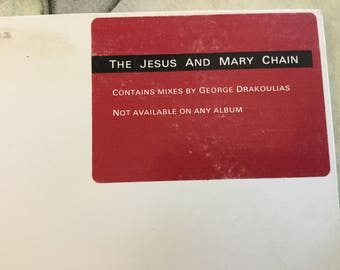 THE JESUS AND MARY CHAIN
CONTAINS MIXES BY GEORGE DRAKOULIAS
NOT AVAILABLE ON ANY ALBUM